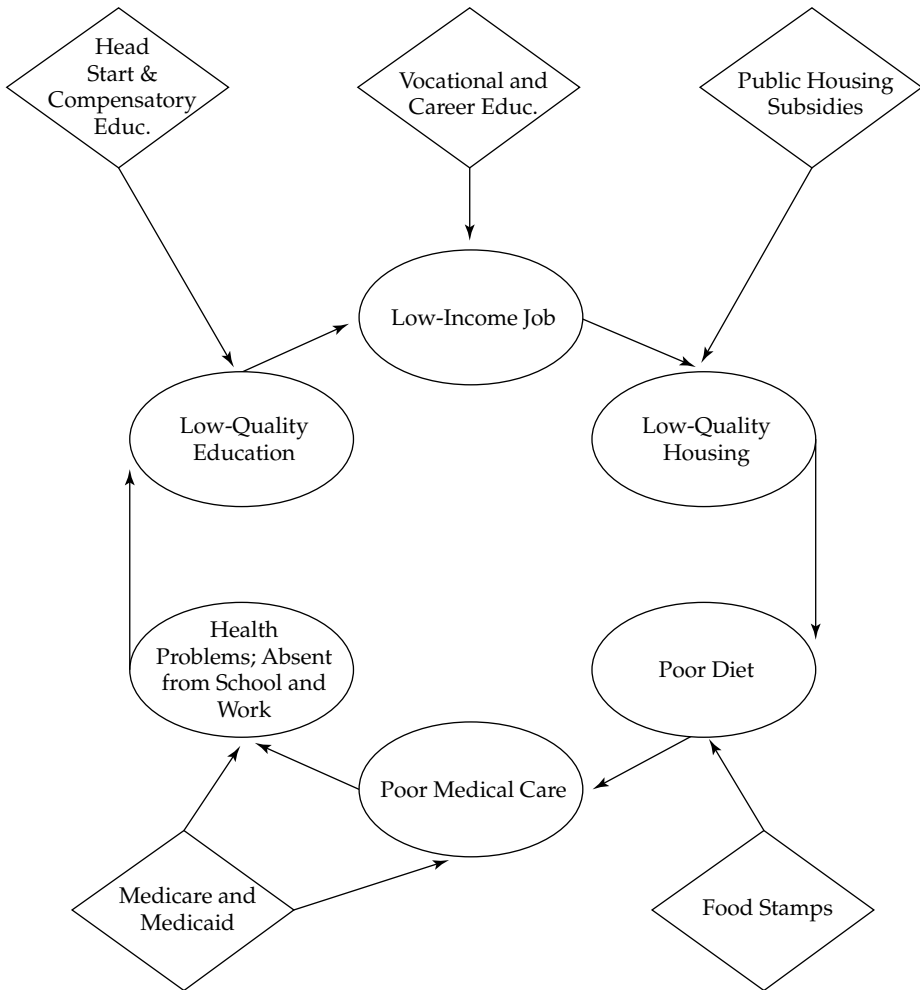 Head
Start &
Compensatory
Educ.
Vocational and
Career Educ.
Public Housing
Subsidies
Low-Income Job
Low-Quality
Education
Low-Quality
Housing
Health
Problems; Absent
from School and
Work
Poor Diet
Poor Medical Care
Medicare and
Medicaid
Food Stamps